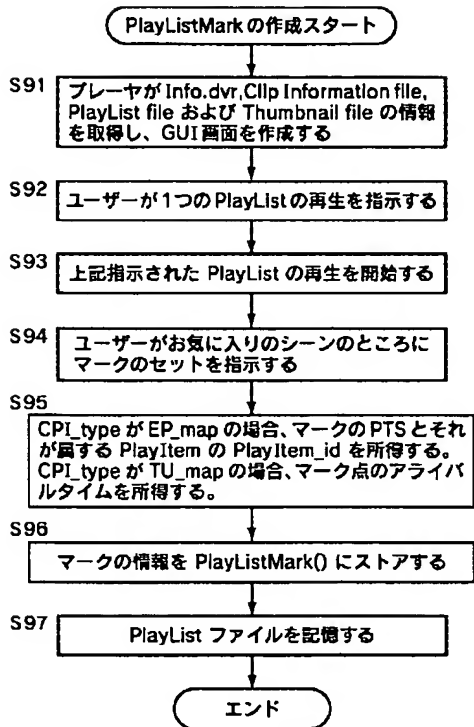 PlayListMarkの作成スタート
S91
プレーヤがInfo.dvr,Clip Information file,
PlayList file および Thumbnail file の情報
を取得し、GUI画面を作成する
S92
ユーザーが1つのPlayListの再生を指示する
S93
上記指示された PlayList の再生を開始する
S94
ユーザーがお気に入りのシーンのところに
マークのセットを指示する
S95
CPI_type が EP_map の場合、マークのPTSとそれ
が属する PlayItem の PlayItem_id を所得する。
CPI_type が TU_map の場合、マーク点のアライバ
ルタイムを所得する。
S96
マークの情報を PlayListMark() にストアする
S97
PlayList ファイルを記憶する
エンド